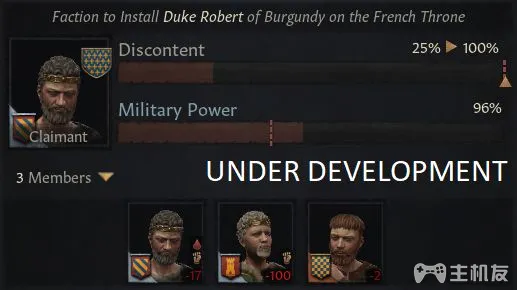 Faction to Install Duke Robert of Burgundy on the French Throne
Discontent 25% 100%
Military Power 96%
Claimant
3 Members
UNDER DEVELOPMENT
-17 -100 -2
主机友